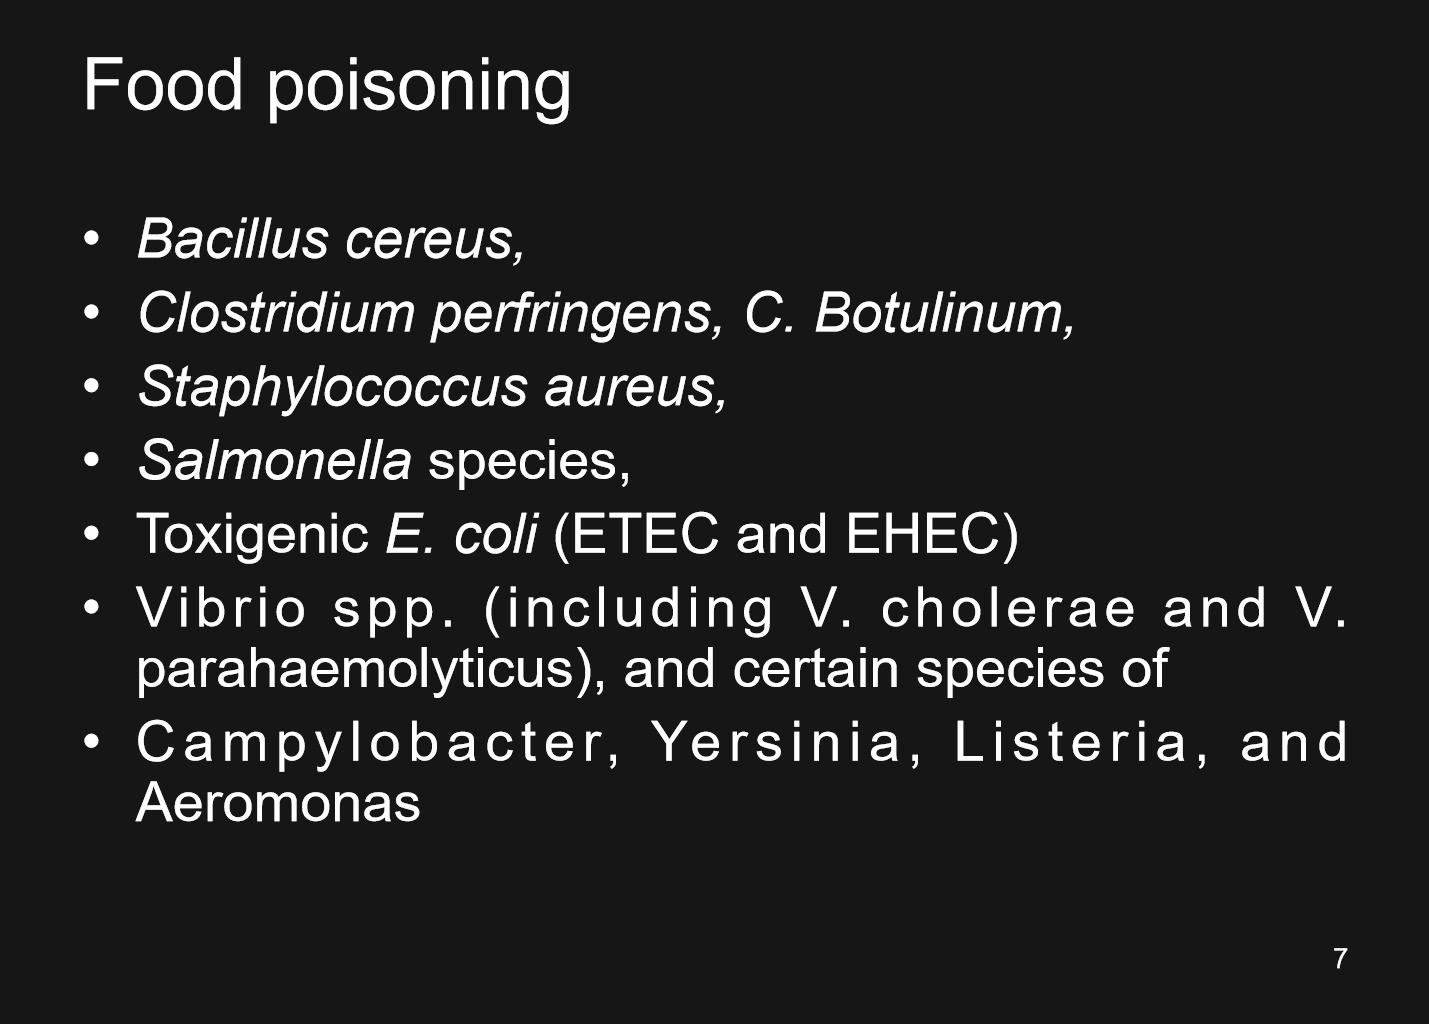 Food poisoning
• Bacillus cereus,
• Clostridium perfringens, C. Botulinum,
• Staphylococcus aureus,
• Salmonella species,
• Toxigenic E. coli (ETEC and EHEC)
• Vibrio spp. (including V. cholerae and V.
parahaemolyticus), and certain species of
• Campylobacter, Yersinia, Listeria, and
Aeromonas
7